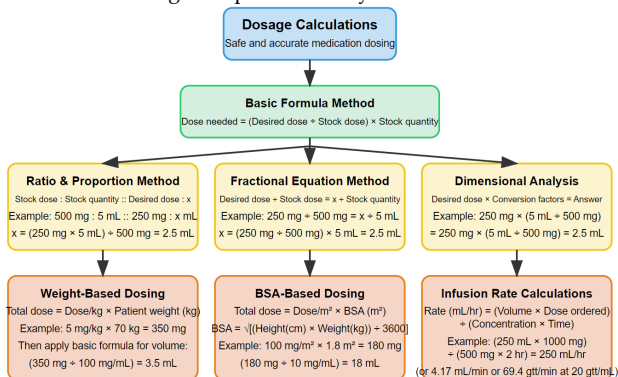 Dosage Calculations
Safe and accurate medication dosing
Basic Formula Method
Dose needed = (Desired dose ÷ Stock dose) × Stock quantity
Ratio & Proportion Method
Stock dose : Stock quantity :: Desired dose : x
Example: 500 mg : 5 mL :: 250 mg : x mL
x = (250 mg × 5 mL) ÷ 500 mg = 2.5 mL
Fractional Equation Method
Desired dose ÷ Stock dose = x ÷ Stock quantity
Example: 250 mg ÷ 500 mg = x ÷ 5 mL
x = (250 mg ÷ 500 mg) × 5 mL = 2.5 mL
Dimensional Analysis
Desired dose × Conversion factors = Answer
Example: 250 mg × (5 mL ÷ 500 mg)
= 250 mg × (5 mL ÷ 500 mg) = 2.5 mL
Weight-Based Dosing
Total dose = Dose/kg × Patient weight (kg)
Example: 5 mg/kg × 70 kg = 350 mg
Then apply basic formula for volume:
(350 mg ÷ 100 mg/mL) = 3.5 mL
BSA-Based Dosing
Total dose = Dose/m² × BSA (m²)
BSA = √[(Height(cm) × Weight(kg)) ÷ 3600]
Example: 100 mg/m² × 1.8 m² = 180 mg
(180 mg ÷ 10 mg/mL) = 18 mL
Infusion Rate Calculations
Rate (mL/hr) = (Volume × Dose ordered)
÷ (Concentration × Time)
Example: (250 mL × 1000 mg)
÷ (500 mg × 2 hr) = 250 mL/hr
(or 4.17 mL/min or 69.4 gtt/min at 20 gtt/mL)